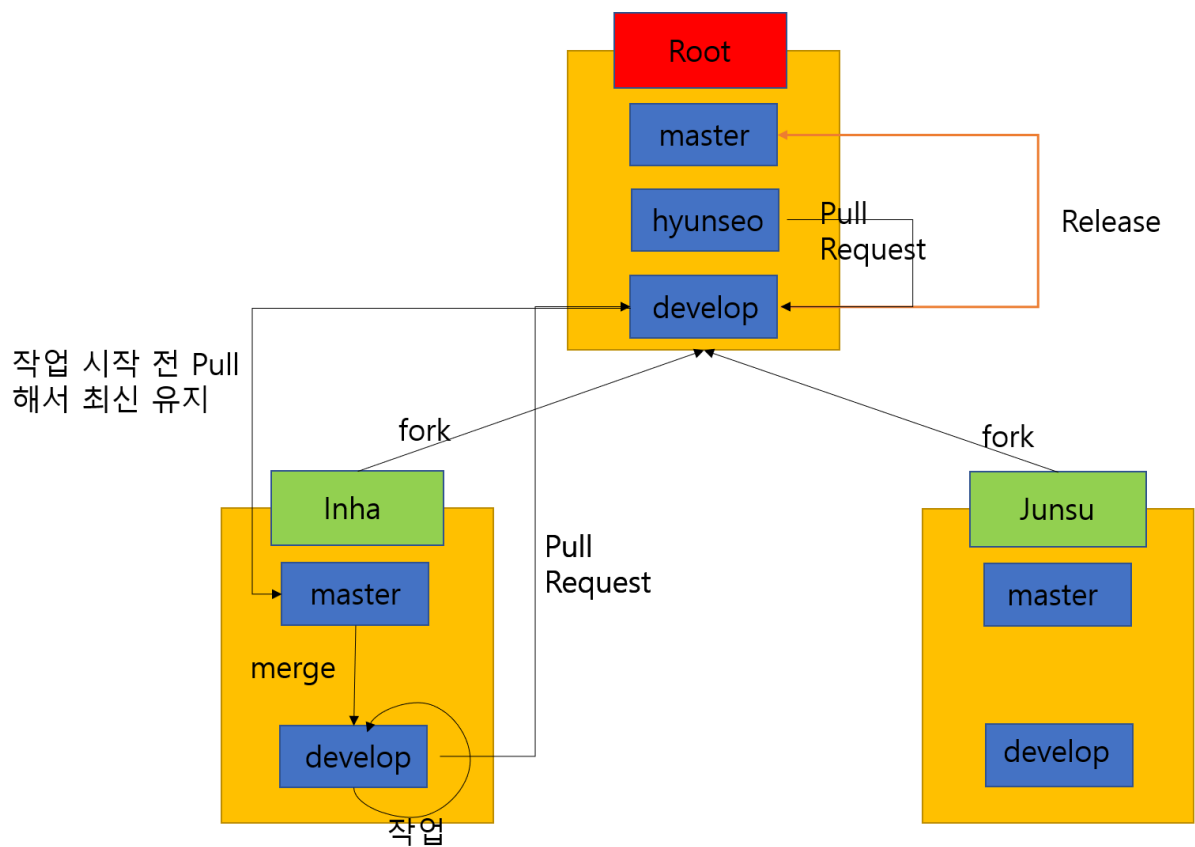 Root
master
hyunseo
Pull
Request
Release
develop
작업 시작 전 Pull
해서 최신 유지
fork
fork
Inha
Junsu
Pull
Request
master
master
merge
develop
develop
작업